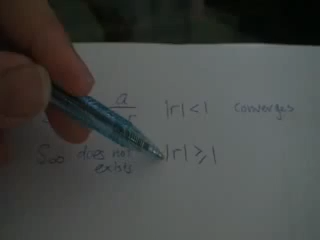 a
r |r| < 1 converges
S∞ does not |r| ⩾ 1
exists